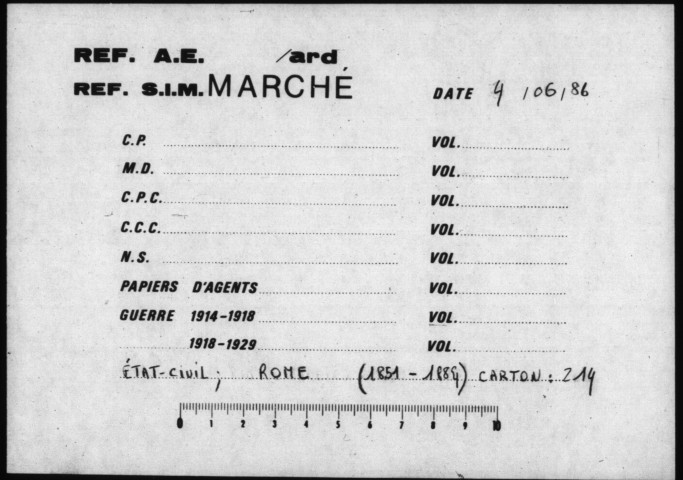 REF. A.E. /ard
REF. S.I.M. MARCHÉ DATE 4 / 06 / 86
C.P. VOL.
M.D. VOL.
C.P.C. VOL.
C.C.C. VOL.
N.S. VOL.
PAPIERS D'AGENTS VOL.
GUERRE 1914-1918 VOL.
1918-1929 VOL.
ÉTAT-CIVIL ; ROME (1851 - 1884) CARTON : 214
0 1 2 3 4 5 6 7 8 9 10